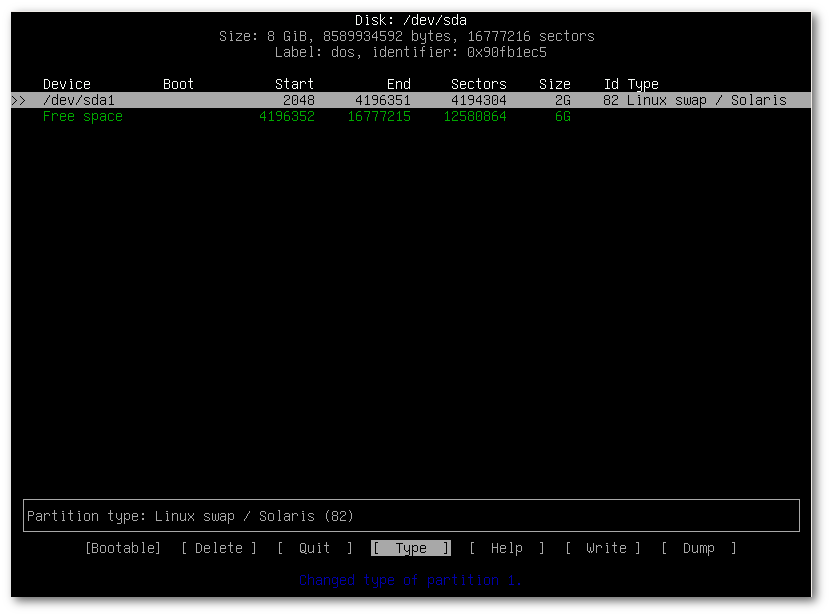 Disk: /dev/sda
Size: 8 GiB, 8589934592 bytes, 16777216 sectors
Label: dos, identifier: 0x90fb1ec5
Device Boot Start End Sectors Size Id Type
>> /dev/sda1 2048 4196351 4194304 2G 82 Linux swap / Solaris
Free space 4196352 16777215 12580864 6G
Partition type: Linux swap / Solaris (82)
[Bootable] [ Delete ] [ Quit ] [ Type ] [ Help ] [ Write ] [ Dump ]
Changed type of partition 1.